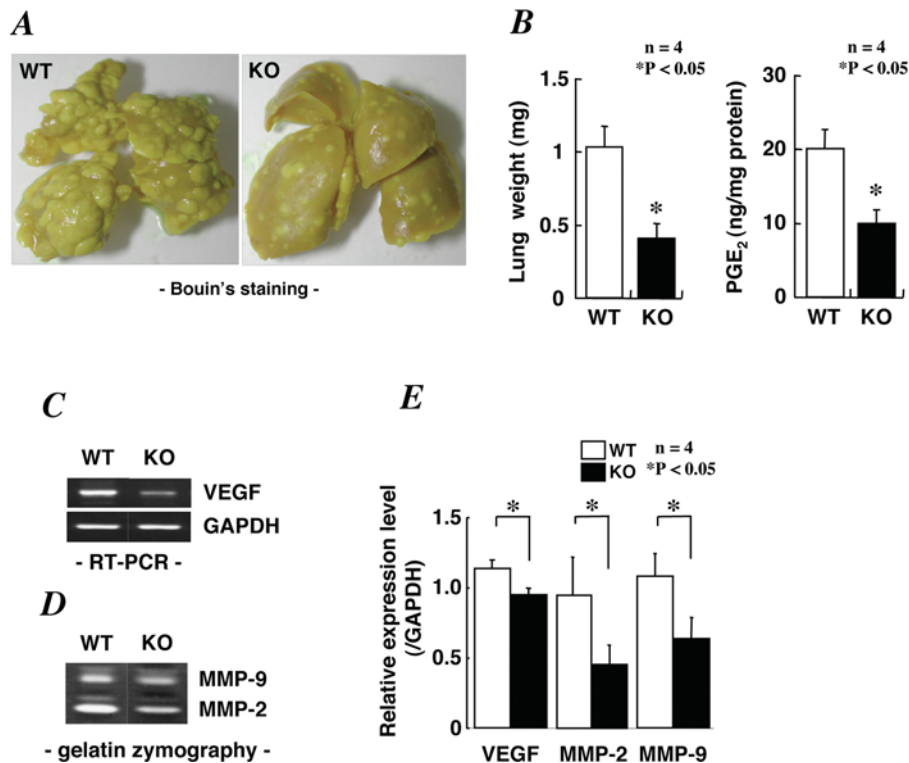 A
WT
KO
- Bouin's staining -
B
n = 4
*P < 0.05
Lung weight (mg)
1
0.5
0
*
WT KO
n = 4
*P < 0.05
PGE2 (ng/mg protein)
30
20
10
0
*
WT KO
C
WT KO
VEGF
GAPDH
- RT-PCR -
D
WT KO
MMP-9
MMP-2
- gelatin zymography -
E
WT
KO
n = 4
*P < 0.05
Relative expression level
(/GAPDH)
1.5
1.0
0.5
0
* * *
VEGF MMP-2 MMP-9